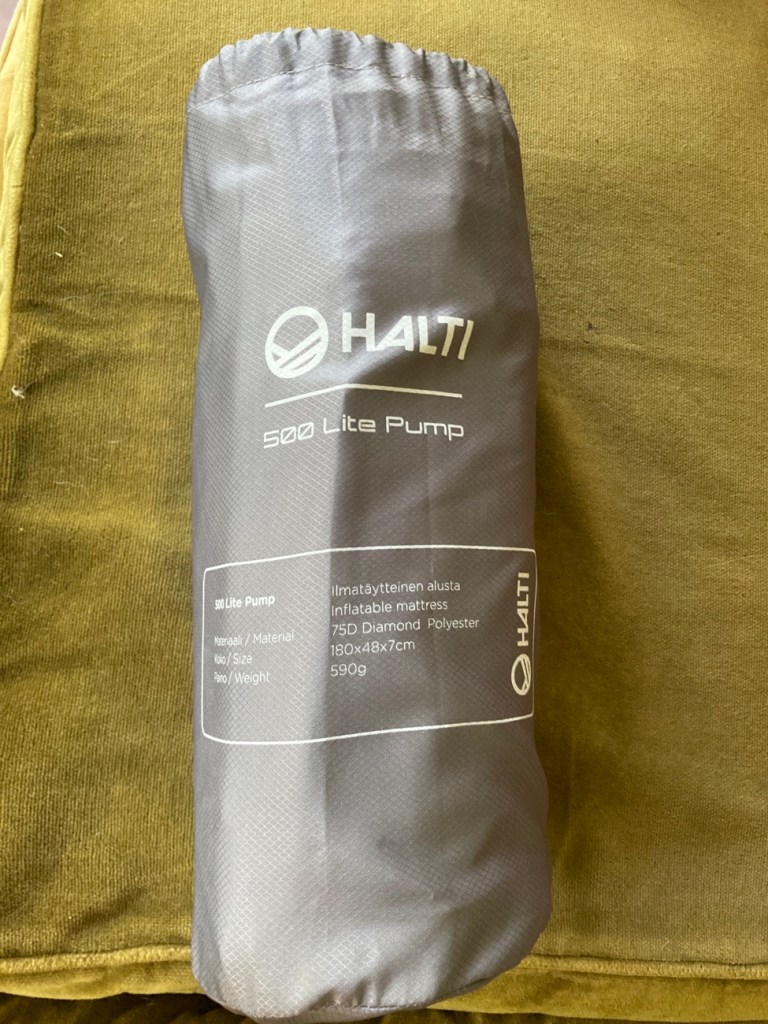 HALTI
500 Lite Pump
500 Lite Pump
Ilmatäytteinen alusta
Inflatable mattress
Materiaali / Material 75D Diamond Polyester
Koko / Size 180x48x7cm
Paino / Weight 590g
HALTI